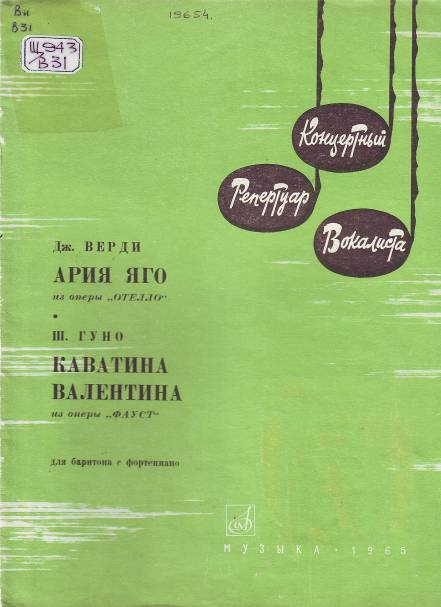 Ви
В31
19654.
Щ943
В31
Концертный
Репертуар
Вокалиста
Дж. ВЕРДИ
АРИЯ ЯГО
из оперы „ОТЕЛЛО“
•
Ш. ГУНО
КАВАТИНА
ВАЛЕНТИНА
из оперы „ФАУСТ“
для баритона с фортепиано
МУЗЫКА · 1965